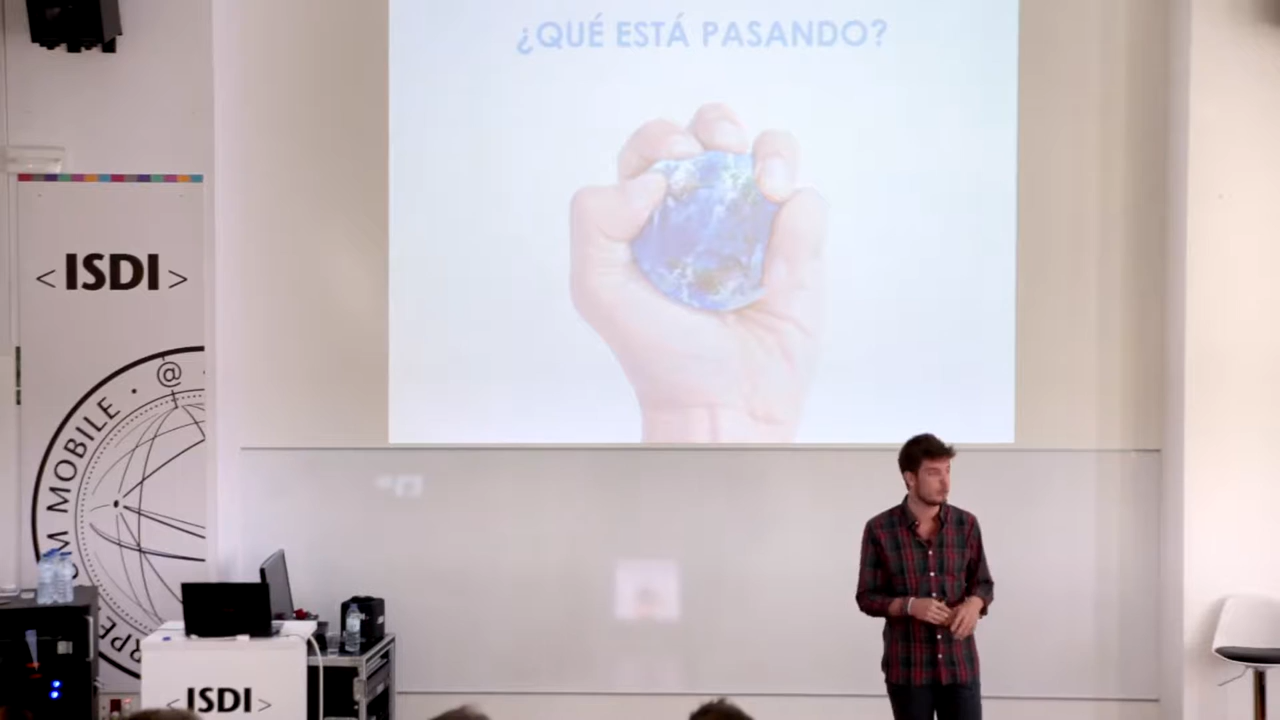 ¿QUÉ ESTÁ PASANDO?
<ISDI>
@
MOBILE
<ISDI>